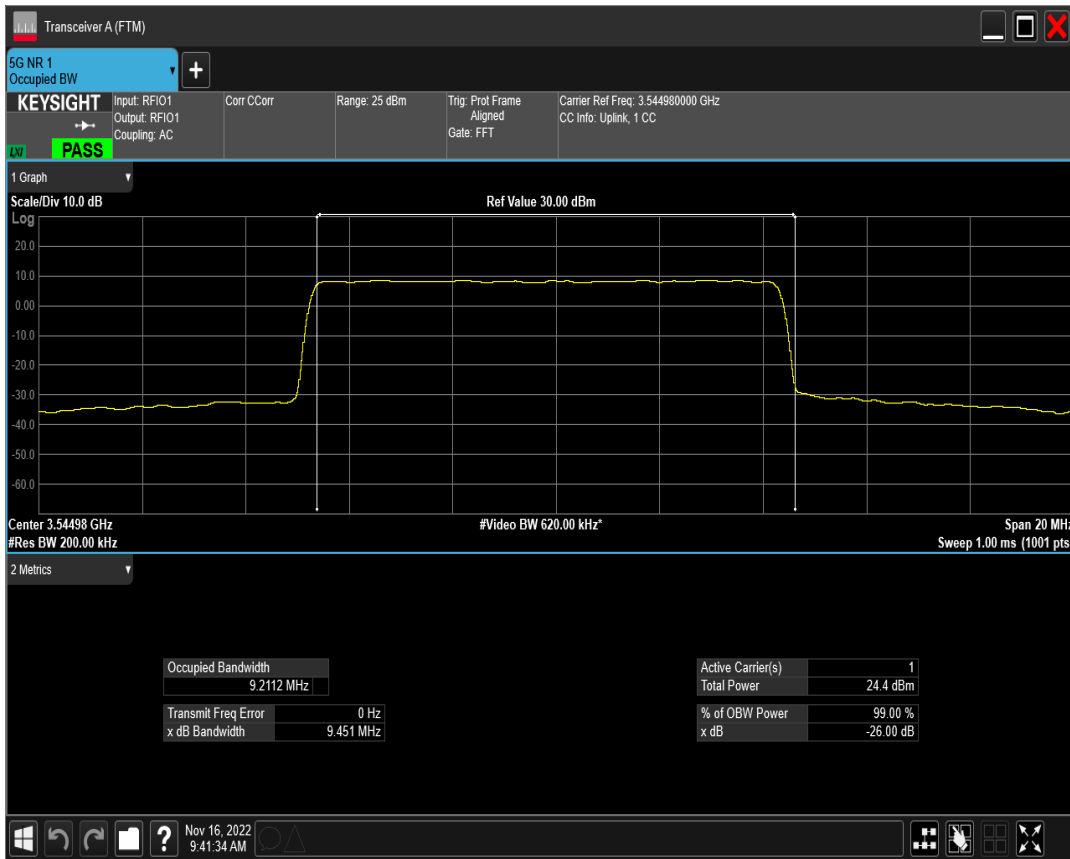 Transceiver A (FTM)
5G NR 1
Occupied BW
+
KEYSIGHT
LXI
PASS
Input: RFIO1
Output: RFIO1
Coupling: AC
Corr CCorr
Range: 25 dBm
Trig: Prot Frame
Aligned
Gate: FFT
Carrier Ref Freq: 3.544980000 GHz
CC Info: Uplink, 1 CC
1 Graph
Scale/Div 10.0 dB
Ref Value 30.00 dBm
Log
20.0
10.0
0.00
-10.0
-20.0
-30.0
-40.0
-50.0
-60.0
Center 3.54498 GHz
#Video BW 620.00 kHz*
Span 20 MHz
#Res BW 200.00 kHz
Sweep 1.00 ms (1001 pts
2 Metrics
Occupied Bandwidth
9.2112 MHz
Transmit Freq Error 0 Hz
x dB Bandwidth 9.451 MHz
Active Carrier(s) 1
Total Power 24.4 dBm
% of OBW Power 99.00 %
x dB -26.00 dB
?
Nov 16, 2022
9:41:34 AM